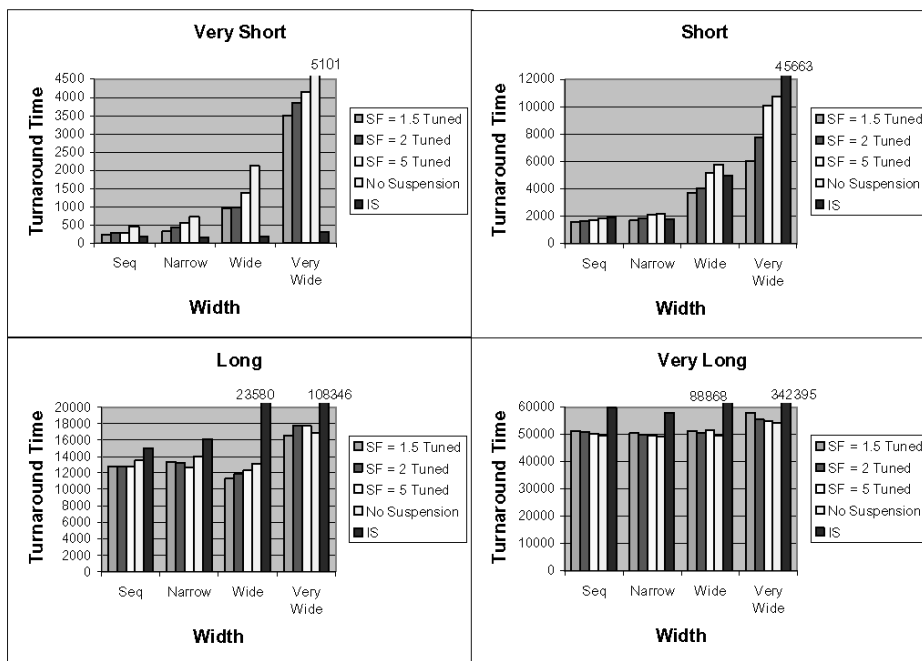 Very Short
5101
Turnaround Time
4500
4000
3500
3000
2500
2000
1500
1000
500
0
Seq
Narrow
Wide
Very Wide
Width
SF = 1.5 Tuned
SF = 2 Tuned
SF = 5 Tuned
No Suspension
IS
Short
45663
Turnaround Time
12000
10000
8000
6000
4000
2000
0
Seq
Narrow
Wide
Very Wide
Width
SF = 1.5 Tuned
SF = 2 Tuned
SF = 5 Tuned
No Suspension
IS
Long
23580
108346
Turnaround Time
20000
18000
16000
14000
12000
10000
8000
6000
4000
2000
0
Seq
Narrow
Wide
Very Wide
Width
SF = 1.5 Tuned
SF = 2 Tuned
SF = 5 Tuned
No Suspension
IS
Very Long
88868
342395
Turnaround Time
60000
50000
40000
30000
20000
10000
0
Seq
Narrow
Wide
Very Wide
Width
SF = 1.5 Tuned
SF = 2 Tuned
SF = 5 Tuned
No Suspension
IS